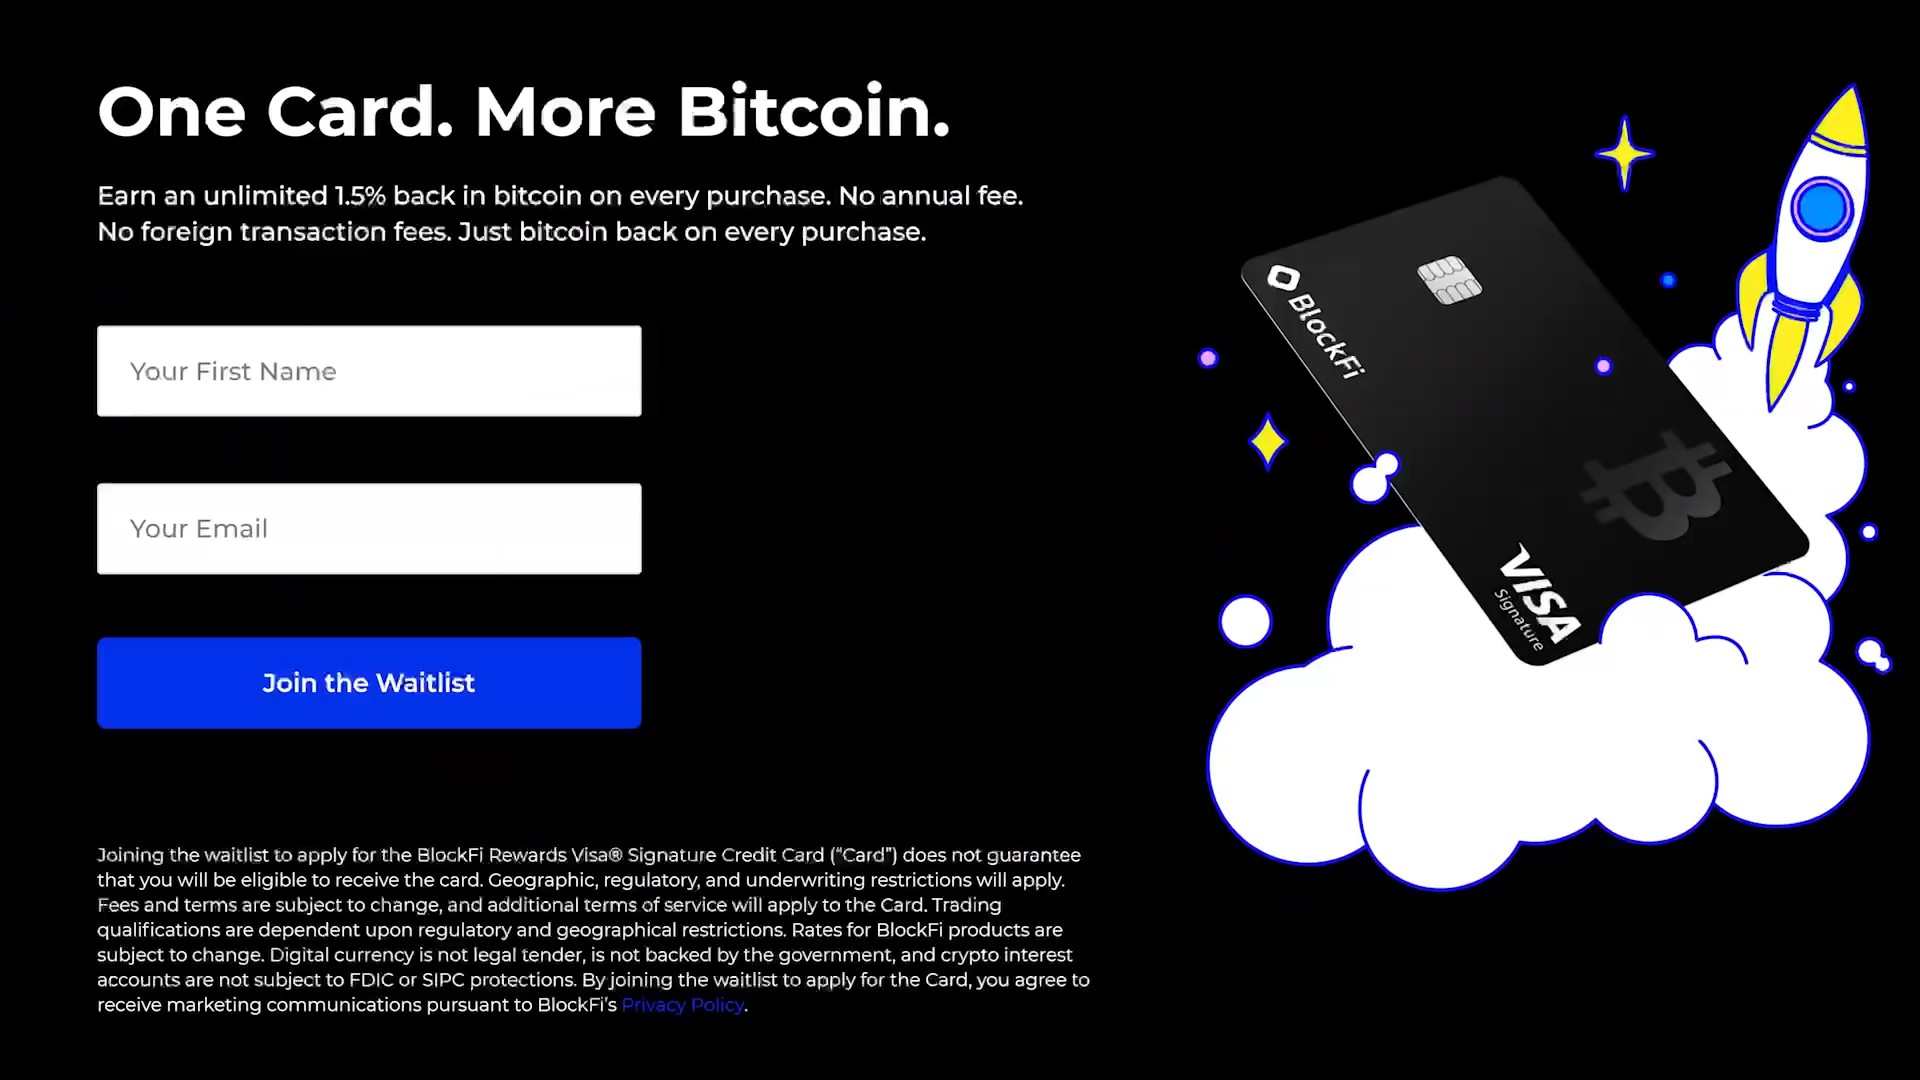 One Card. More Bitcoin.
Earn an unlimited 1.5% back in bitcoin on every purchase. No annual fee.
No foreign transaction fees. Just bitcoin back on every purchase.
Your First Name
Your Email
Join the Waitlist
Joining the waitlist to apply for the BlockFi Rewards Visa® Signature Credit Card (“Card”) does not guarantee
that you will be eligible to receive the card. Geographic, regulatory, and underwriting restrictions will apply.
Fees and terms are subject to change, and additional terms of service will apply to the Card. Trading
qualifications are dependent upon regulatory and geographical restrictions. Rates for BlockFi products are
subject to change. Digital currency is not legal tender, is not backed by the government, and crypto interest
accounts are not subject to FDIC or SIPC protections. By joining the waitlist to apply for the Card, you agree to
receive marketing communications pursuant to BlockFi's Privacy Policy.
BlockFi
VISA
Signature